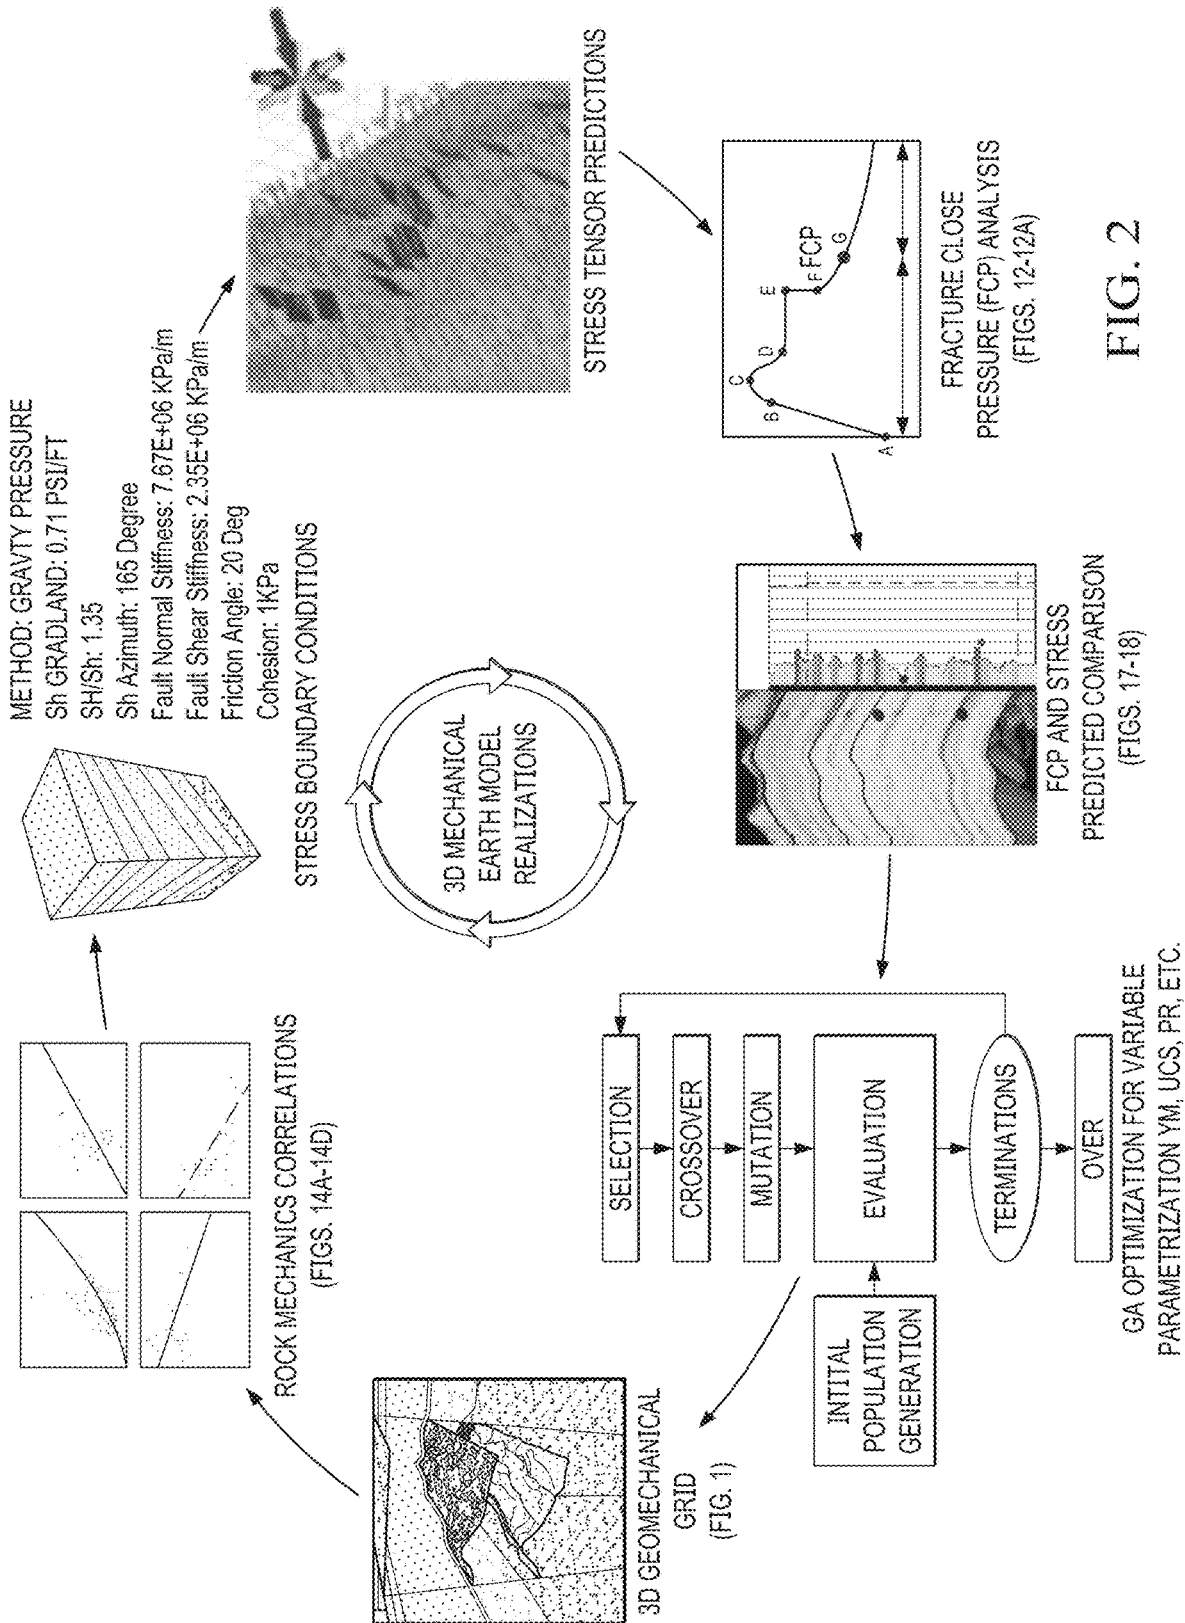 METHOD: GRAVTY PRESSURE
Sh GRADLAND: 0.71 PSI/FT
SH/Sh: 1.35
Sh Azimuth: 165 Degree
Fault Normal Stiffness: 7.67E+06 KPa/m
Fault Shear Stiffness: 2.35E+06 KPa/m
Friction Angle: 20 Deg
Cohesion: 1KPa
STRESS BOUNDARY CONDITIONS
STRESS TENSOR PREDICTIONS
A
B
C
D
E
F
FCP
G
FRACTURE CLOSE
PRESSURE (FCP) ANALYSIS
(FIGS. 12-12A)
FCP AND STRESS
PREDICTED COMPARISON
(FIGS. 17-18)
SELECTION
CROSSOVER
MUTATION
EVALUATION
TERMINATIONS
OVER
INTITAL
POPULATION
GENERATION
GA OPTIMIZATION FOR VARIABLE
PARAMETRIZATION YM, UCS, PR, ETC.
3D GEOMECHANICAL
GRID
(FIG. 1)
ROCK MECHANICS CORRELATIONS
(FIGS. 14A-14D)
3D MECHANICAL
EARTH MODEL
REALIZATIONS
FIG. 2